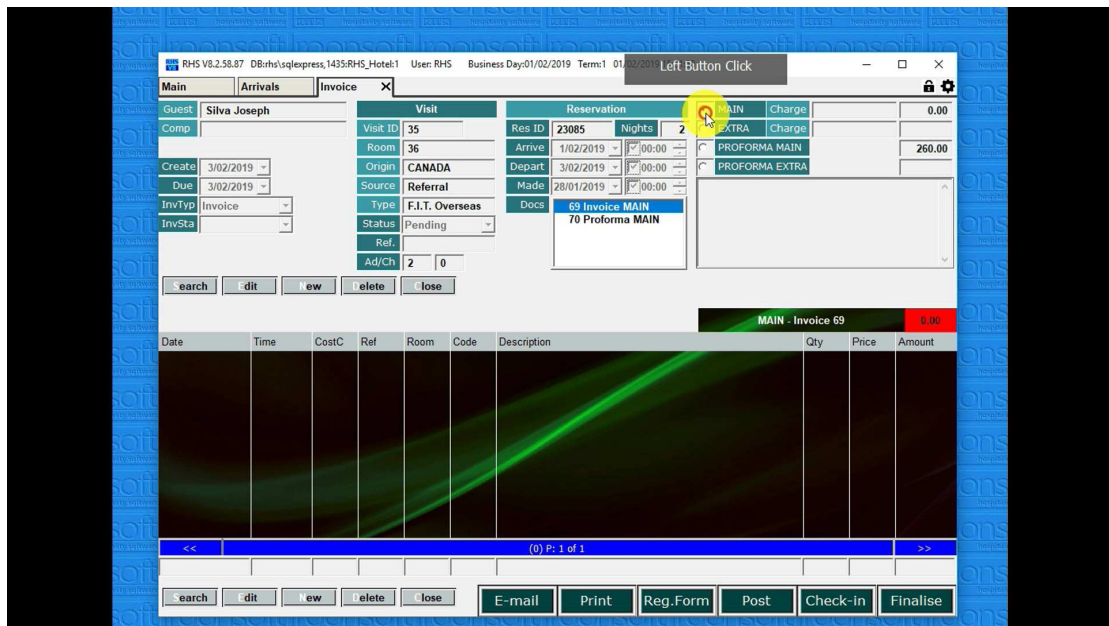 RHS V8.2.58.87 DB:rhs\sqlexpress,1435:RHS_Hotel:1 User: RHS Business Day:01/02/2019 Term:1
Left Button Click
Main Arrivals Invoice X
Guest Silva Joseph Visit Reservation MAIN Charge 0.00
Comp Visit ID 35 Res ID 23085 Nights 2 EXTRA Charge
Room 36 Arrive 1/02/2019 00:00 PROFORMA MAIN 260.00
Create 3/02/2019 Origin CANADA Depart 3/02/2019 00:00 PROFORMA EXTRA
Due 3/02/2019 Source Referral Made 28/01/2019 00:00
InvTyp Invoice Type F.I.T. Overseas Docs 69 Invoice MAIN
InvSta Status Pending 70 Proforma MAIN
Ref.
Ad/Ch 2 0
earch dit ew elete lose
MAIN - Invoice 69 0.00
Date Time CostC Ref Room Code Description Qty Price Amount
<< (0) P: 1 of 1 >>
earch dit ew elete lose E-mail Print Reg.Form Post Check-in Finalise